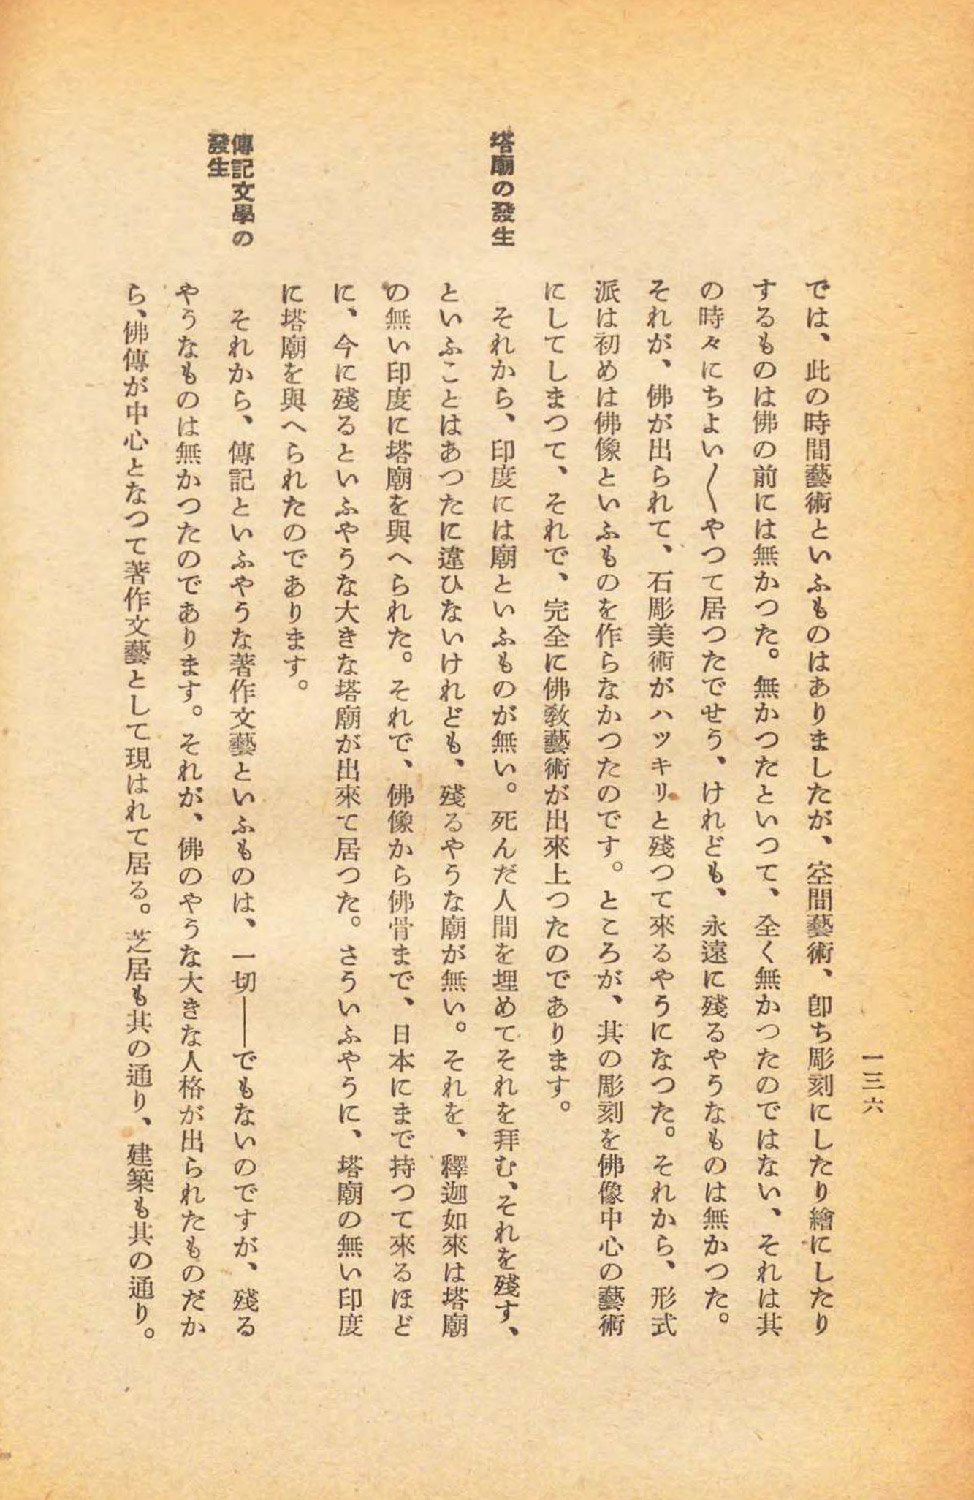 一三六
では、此の時間藝術といふものはありましたが、空間藝術、卽ち彫刻にしたり繪にしたり
するものは佛の前には無かつた。無かつたといつて、全く無かつたのではない、それは其
の時々にちよい〳〵やつて居つたでせう、けれども、永遠に殘るやうなものは無かつた。
それが、佛が出られて、石彫美術がハッキリと殘つて來るやうになつた。それから、形式
派は初めは佛像といふものを作らなかつたのです。ところが、其の彫刻を佛像中心の藝術
にしてしまつて、それで、完全に佛敎藝術が出來上つたのであります。
塔廟の發生
それから、印度には廟といふものが無い。死んだ人間を埋めてそれを拜む、それを殘す、
といふことはあつたに違ひないけれども、殘るやうな廟が無い。それを、釋迦如來は塔廟
の無い印度に塔廟を與へられた。それで、佛像から佛骨まで、日本にまで持つて來るほど
に、今に殘るといふやうな大きな塔廟が出來て居つた。さういふやうに、塔廟の無い印度
に塔廟を與へられたのであります。
傳記文學の
發生
それから、傳記といふやうな著作文藝といふものは、一切――でもないのですが、殘る
やうなものは無かつたのであります。それが、佛のやうな大きな人格が出られたものだか
ら、佛傳が中心となつて著作文藝として現はれて居る。芝居も其の通り、建築も其の通り。